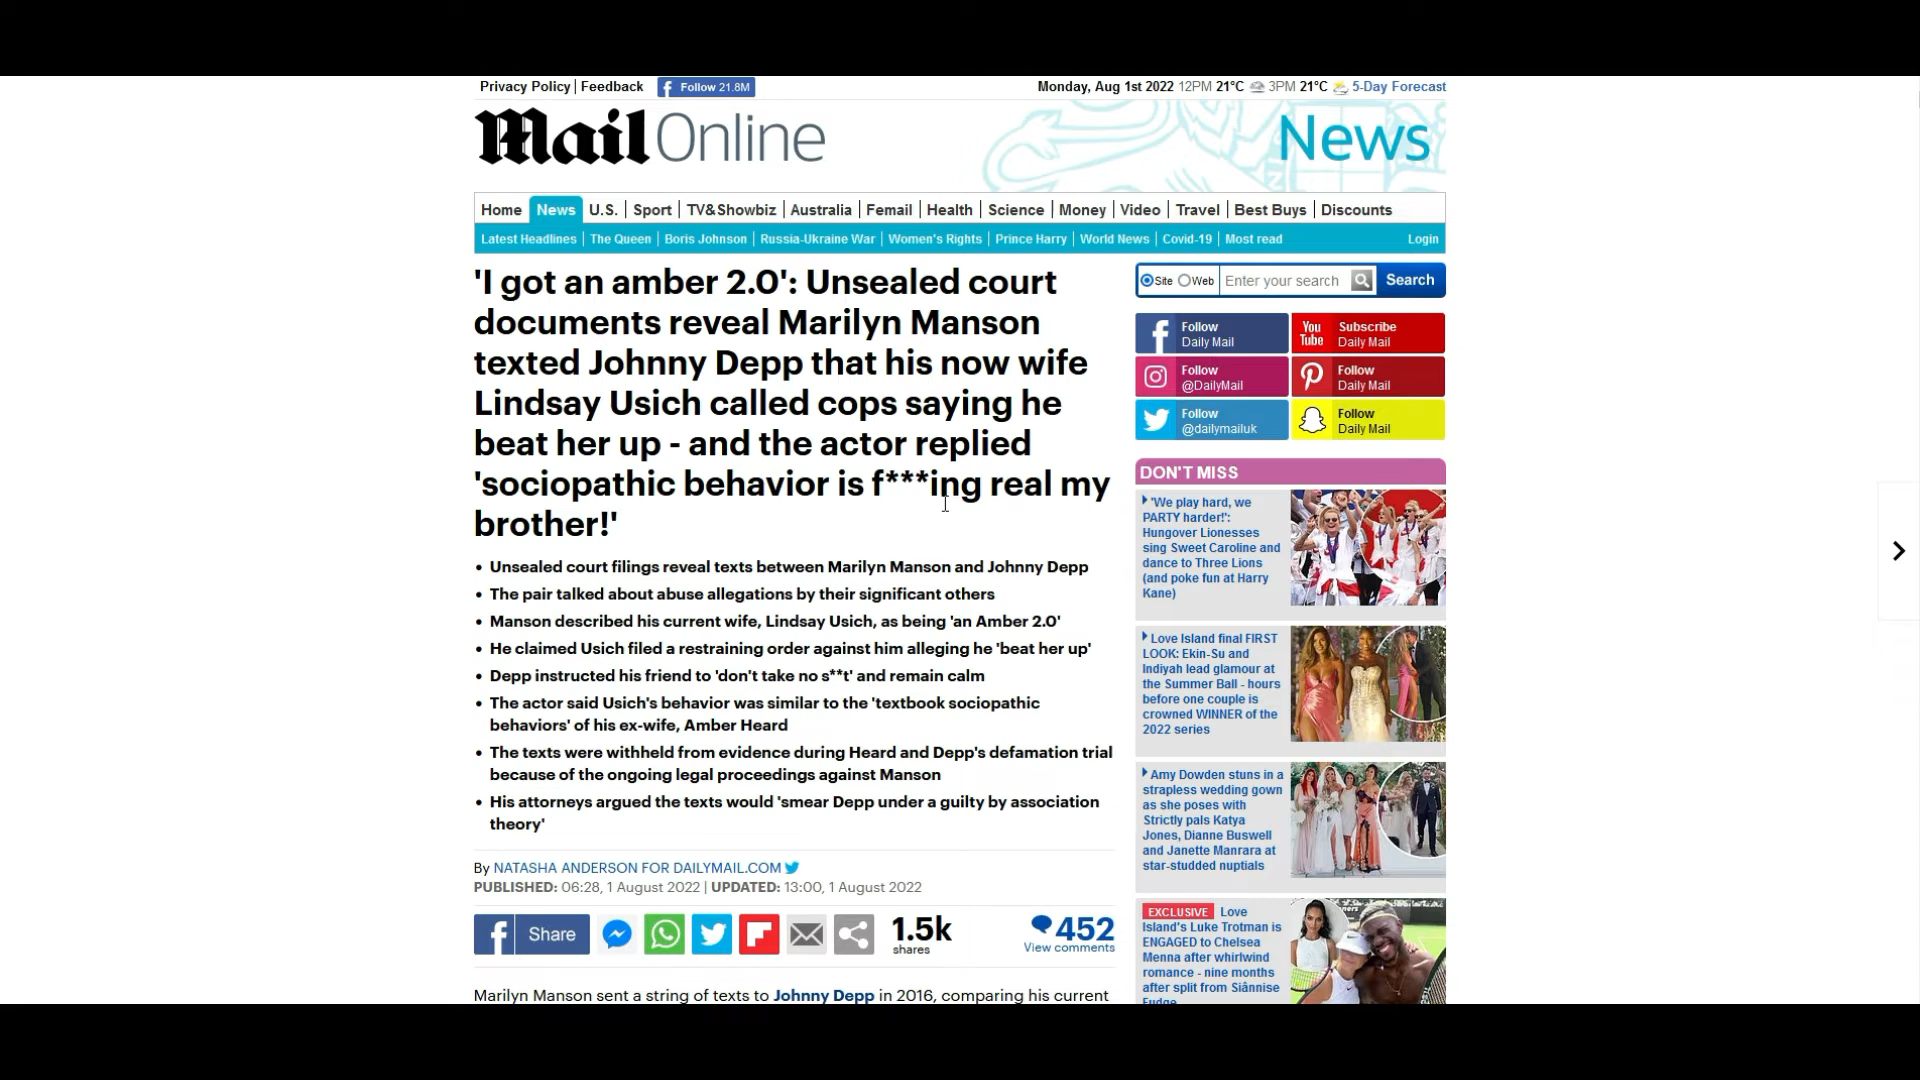 Privacy Policy | Feedback
Follow 21.8M
Monday, Aug 1st 2022 12PM 21°C 3PM 21°C 5-Day Forecast
Mail Online
News
Home News U.S. Sport TV&Showbiz Australia Femail Health Science Money Video Travel Best Buys Discounts
Latest Headlines The Queen Boris Johnson Russia-Ukraine War Women's Rights Prince Harry World News Covid-19 Most read Login
'I got an amber 2.0': Unsealed court
documents reveal Marilyn Manson
texted Johnny Depp that his now wife
Lindsay Usich called cops saying he
beat her up - and the actor replied
'sociopathic behavior is f***ing real my
brother!'
• Unsealed court filings reveal texts between Marilyn Manson and Johnny Depp
• The pair talked about abuse allegations by their significant others
• Manson described his current wife, Lindsay Usich, as being 'an Amber 2.0'
• He claimed Usich filed a restraining order against him alleging he 'beat her up'
• Depp instructed his friend to 'don't take no s**t' and remain calm
• The actor said Usich's behavior was similar to the 'textbook sociopathic
behaviors' of his ex-wife, Amber Heard
• The texts were withheld from evidence during Heard and Depp's defamation trial
because of the ongoing legal proceedings against Manson
• His attorneys argued the texts would 'smear Depp under a guilty by association
theory'
By NATASHA ANDERSON FOR DAILYMAIL.COM
PUBLISHED: 06:28, 1 August 2022 | UPDATED: 13:00, 1 August 2022
Share
1.5k
shares
452
View comments
Marilyn Manson sent a string of texts to Johnny Depp in 2016, comparing his current
Site Web Enter your search Search
Follow
Daily Mail
You
Tube
Subscribe
Daily Mail
Follow
@DailyMail
Follow
Daily Mail
Follow
@dailymailuk
Follow
Daily Mail
DON'T MISS
'We play hard, we
PARTY harder!':
Hungover Lionesses
sing Sweet Caroline and
dance to Three Lions
(and poke fun at Harry
Kane)
Love Island final FIRST
LOOK: Ekin-Su and
Indiyah lead glamour at
the Summer Ball - hours
before one couple is
crowned WINNER of the
2022 series
Amy Dowden stuns in a
strapless wedding gown
as she poses with
Strictly pals Katya
Jones, Dianne Buswell
and Janette Manrara at
star-studded nuptials
EXCLUSIVE Love
Island's Luke Trotman is
ENGAGED to Chelsea
Menna after whirlwind
romance - nine months
after split from Siânnise
Fudge